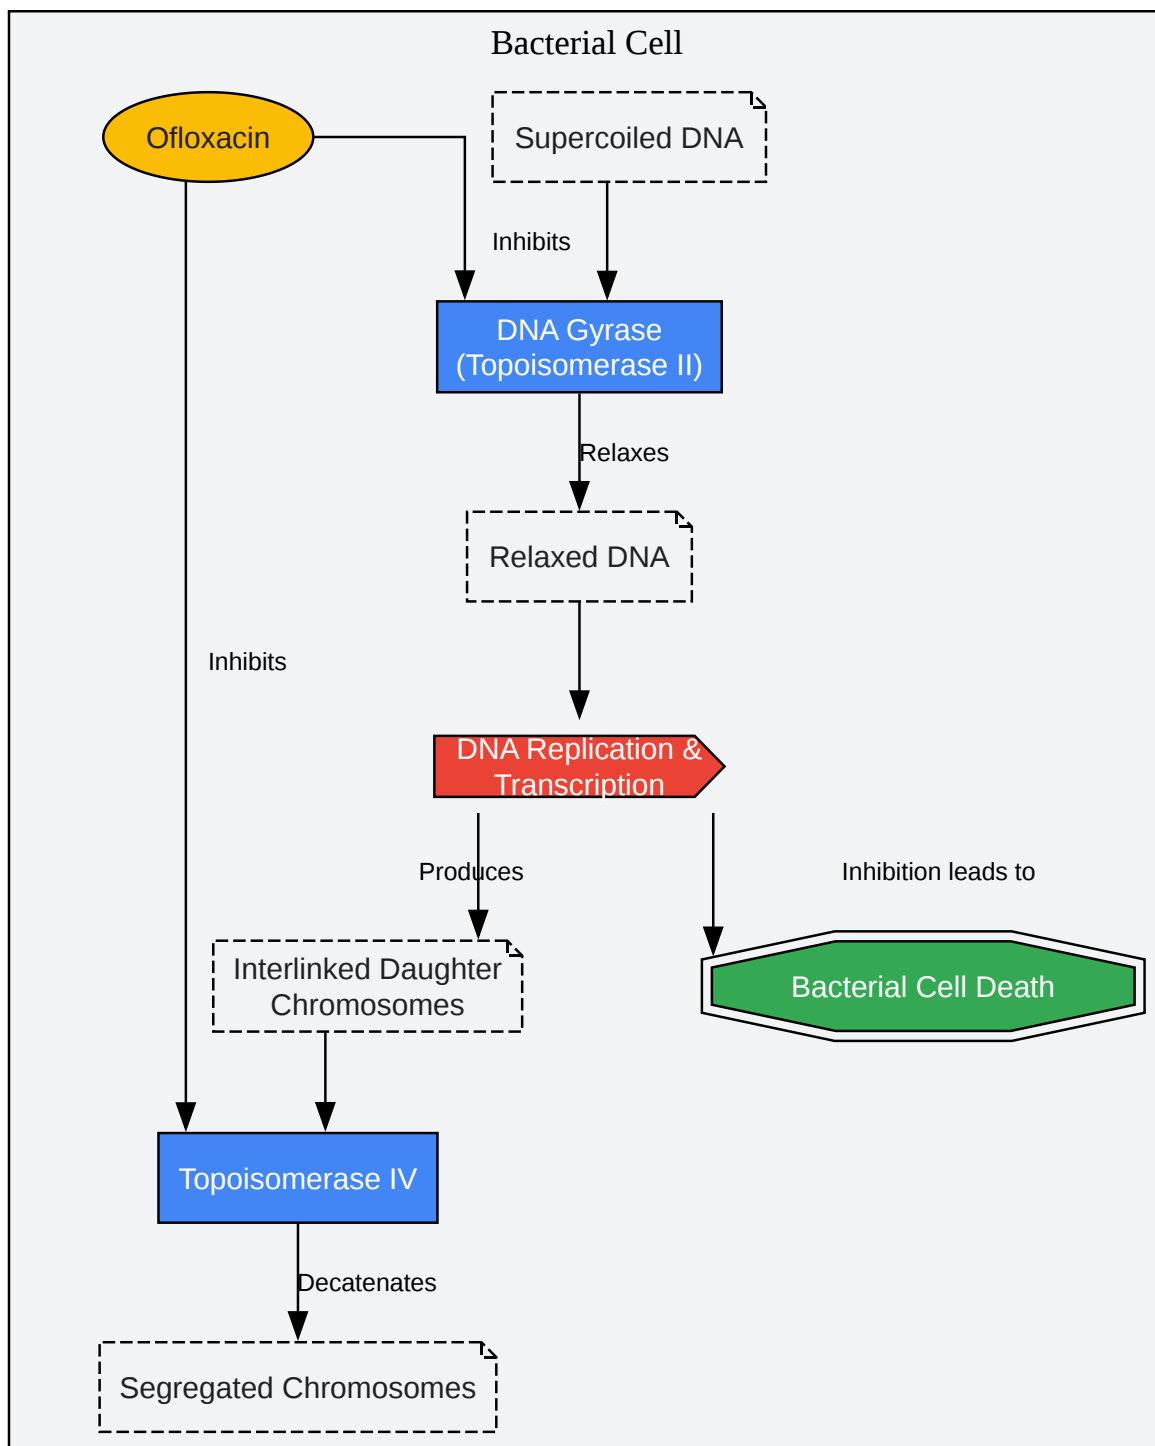 Bacterial Cell
Ofloxacin
Supercoiled DNA
Inhibits
DNA Gyrase
(Topoisomerase II)
Relaxes
Relaxed DNA
Inhibits
DNA Replication &
Transcription
Produces
Inhibition leads to
Interlinked Daughter
Chromosomes
Bacterial Cell Death
Topoisomerase IV
Decatenates
Segregated Chromosomes